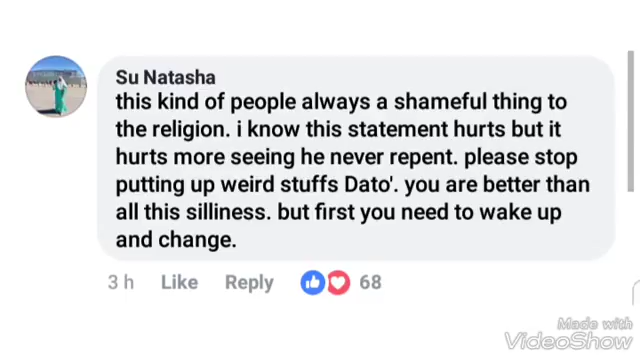 Su Natasha
this kind of people always a shameful thing to
the religion. i know this statement hurts but it
hurts more seeing he never repent. please stop
putting up weird stuffs Dato'. you are better than
all this silliness. but first you need to wake up
and change.
3 h Like Reply 68
Made with
VideoShow